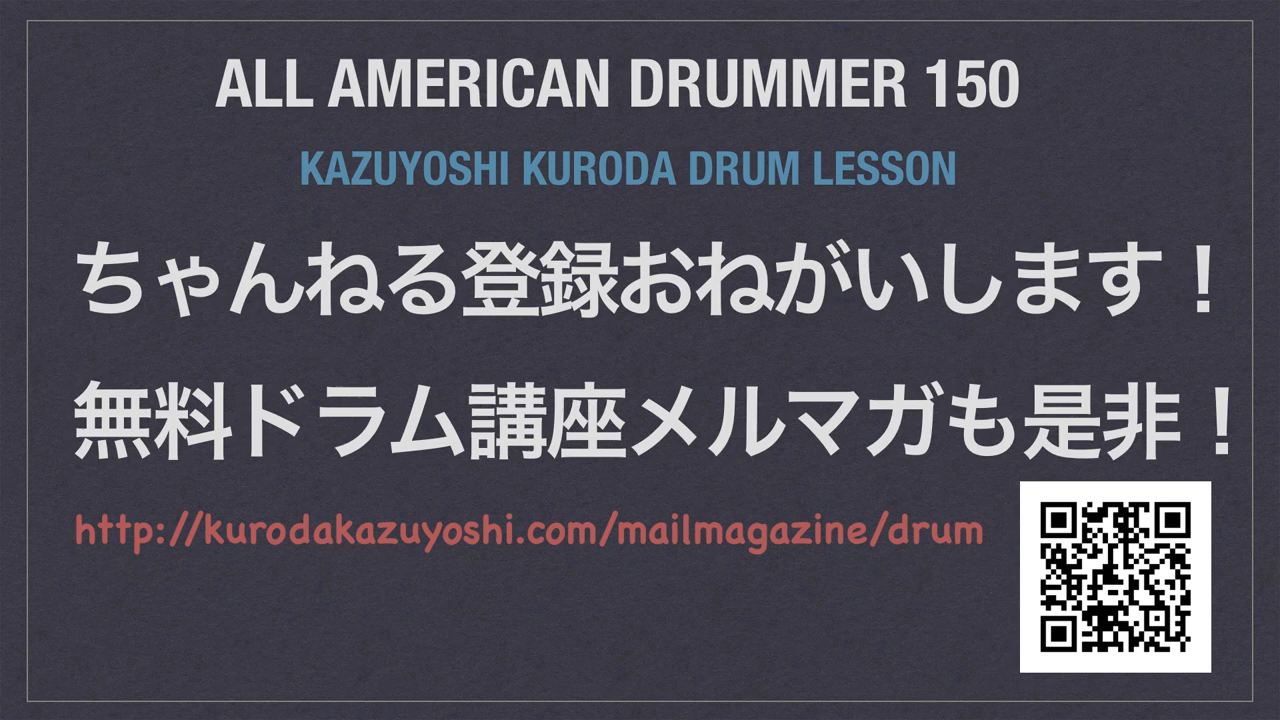 ALL AMERICAN DRUMMER 150
KAZUYOSHI KURODA DRUM LESSON
ちゃんねる登録おねがいします！
無料ドラム講座メルマガも是非！
http://kurodakazuyoshi.com/mailmagazine/drum